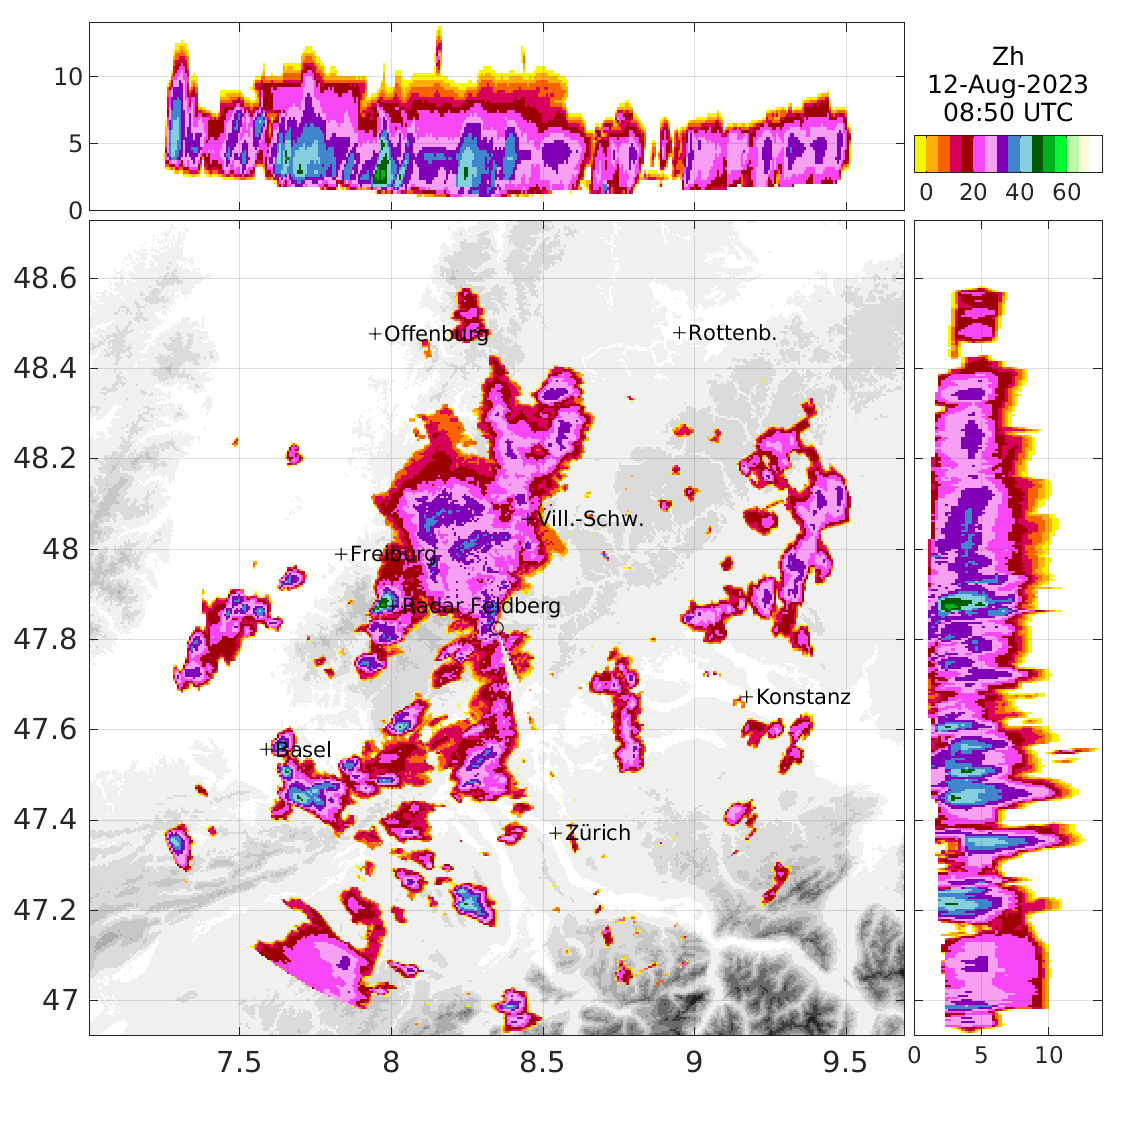 10
5
0
Zh
12-Aug-2023
08:50 UTC
0 20 40 60
48.6
48.4
48.2
48
47.8
47.6
47.4
47.2
47
+Offenburg
+Rottenb.
+Vill.-Schw.
+Freiburg
+Radar Feldberg
+Konstanz
+Basel
+Zürich
7.5 8 8.5 9 9.5
0 5 10